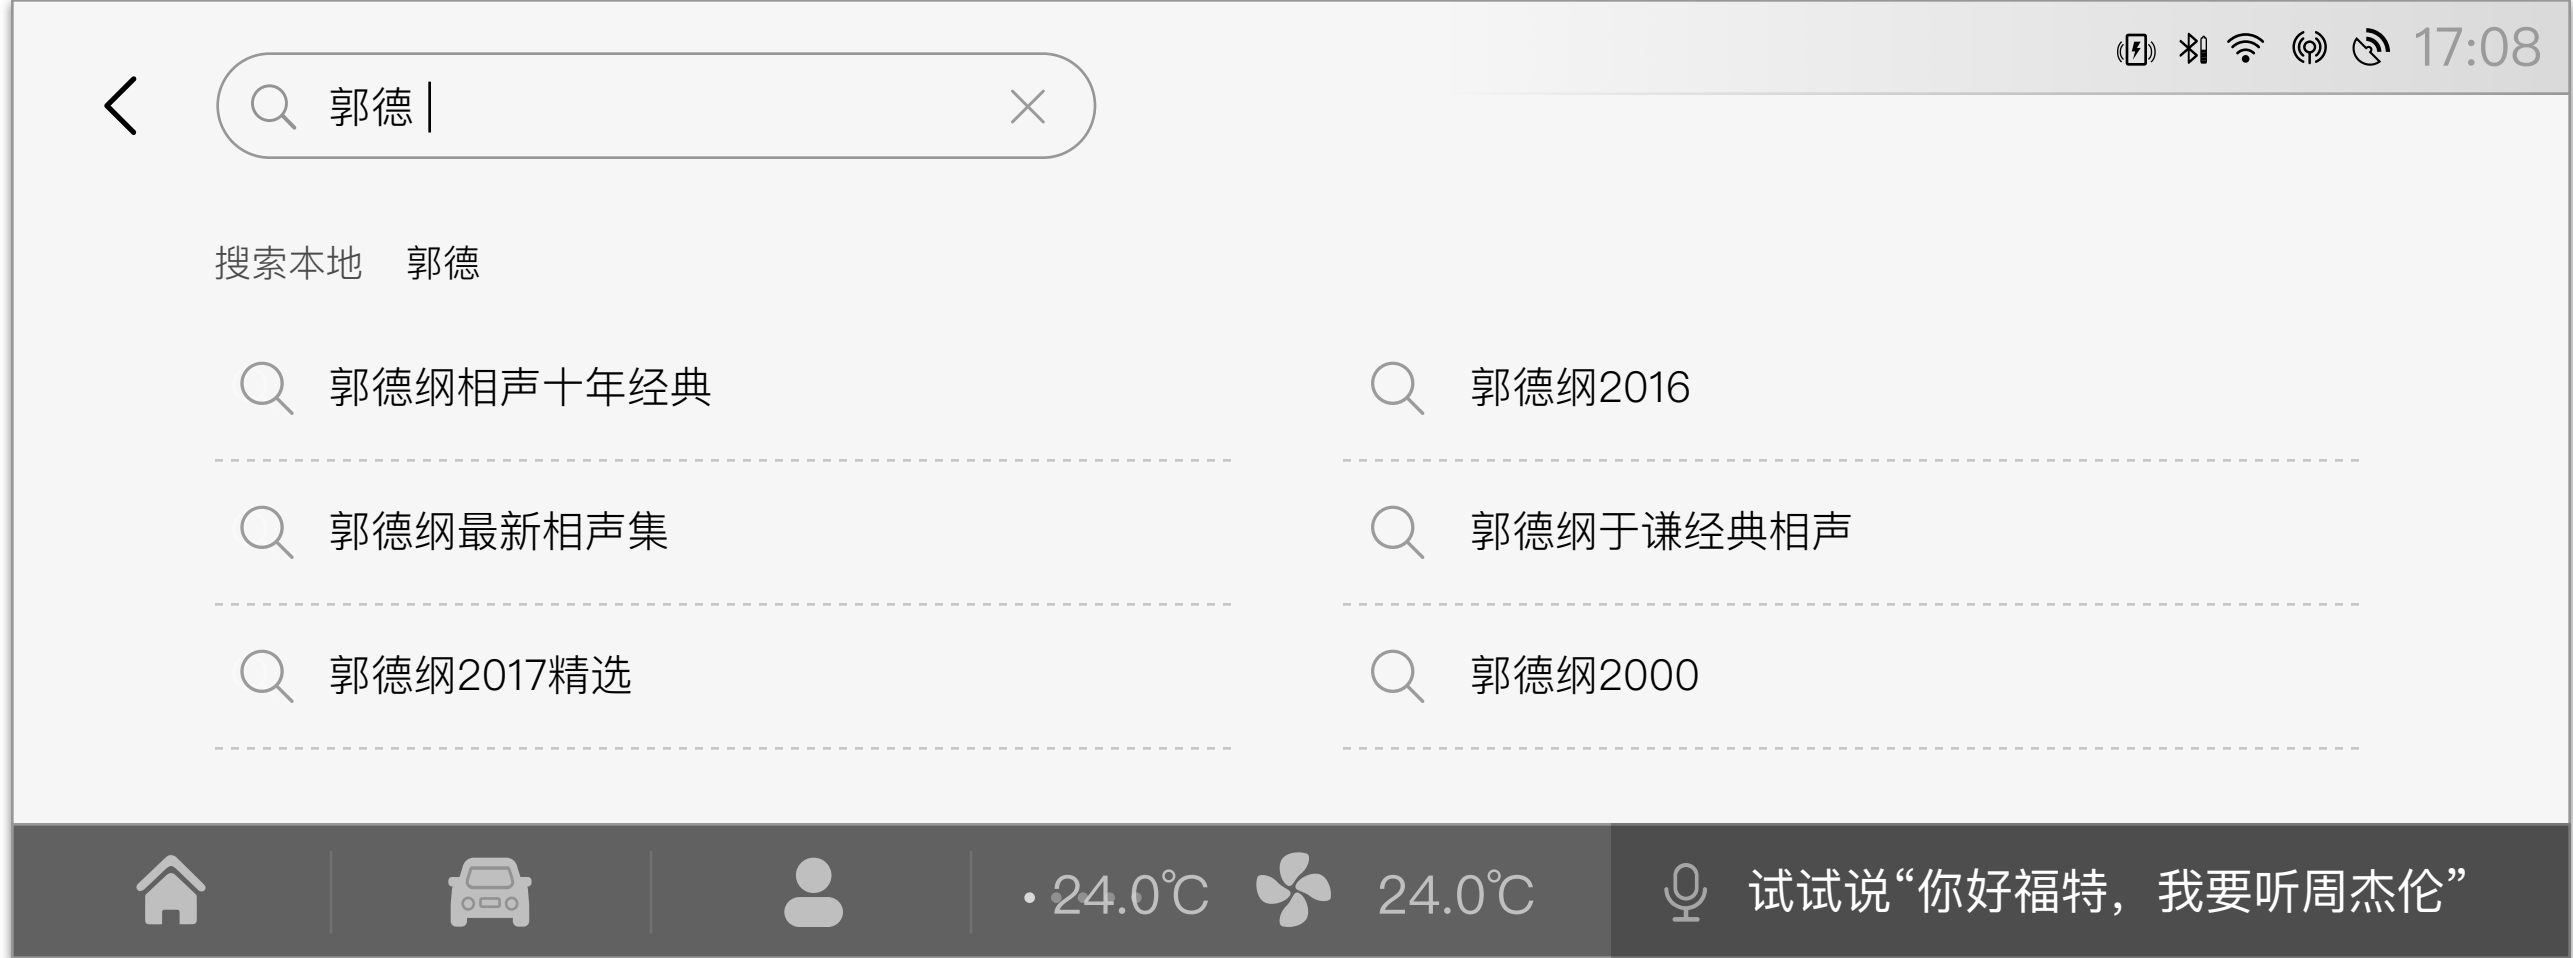 17:08
郭德
搜索本地 郭德
郭德纲相声十年经典
郭德纲2016
郭德纲最新相声集
郭德纲于谦经典相声
郭德纲2017精选
郭德纲2000
24.0℃ 24.0℃ 试试说“你好福特，我要听周杰伦”